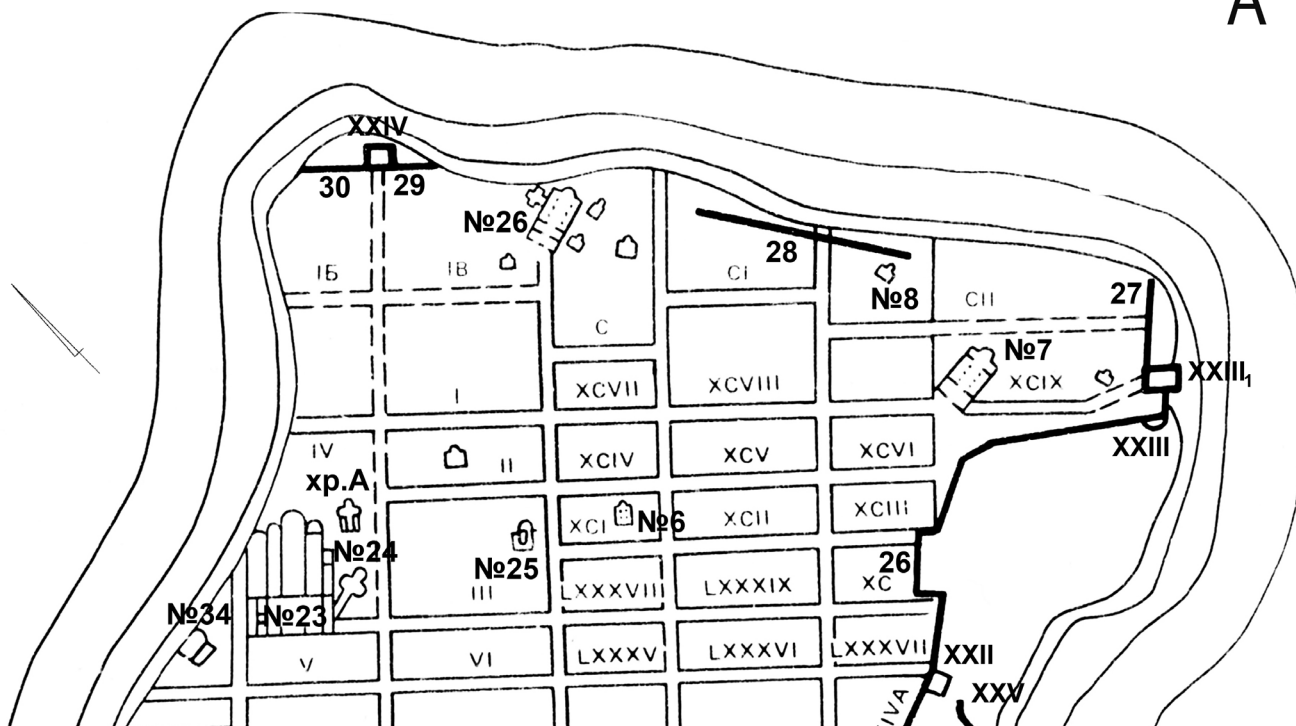 А
XXIV
30
29
№26
28
27
IБ
IВ
CI
№8
CII
C
№7
XXIII₁
I
XCVII
XCVIII
XCIX
IV
II
XCIV
XCV
XCVI
XXIII
хр.А
XCI
№6
XCII
XCIII
№24
№25
26
III
LXXXVIII
LXXXIX
XC
№34
№23
V
VI
LXXXV
LXXXVI
LXXXVII
XXII
XXV